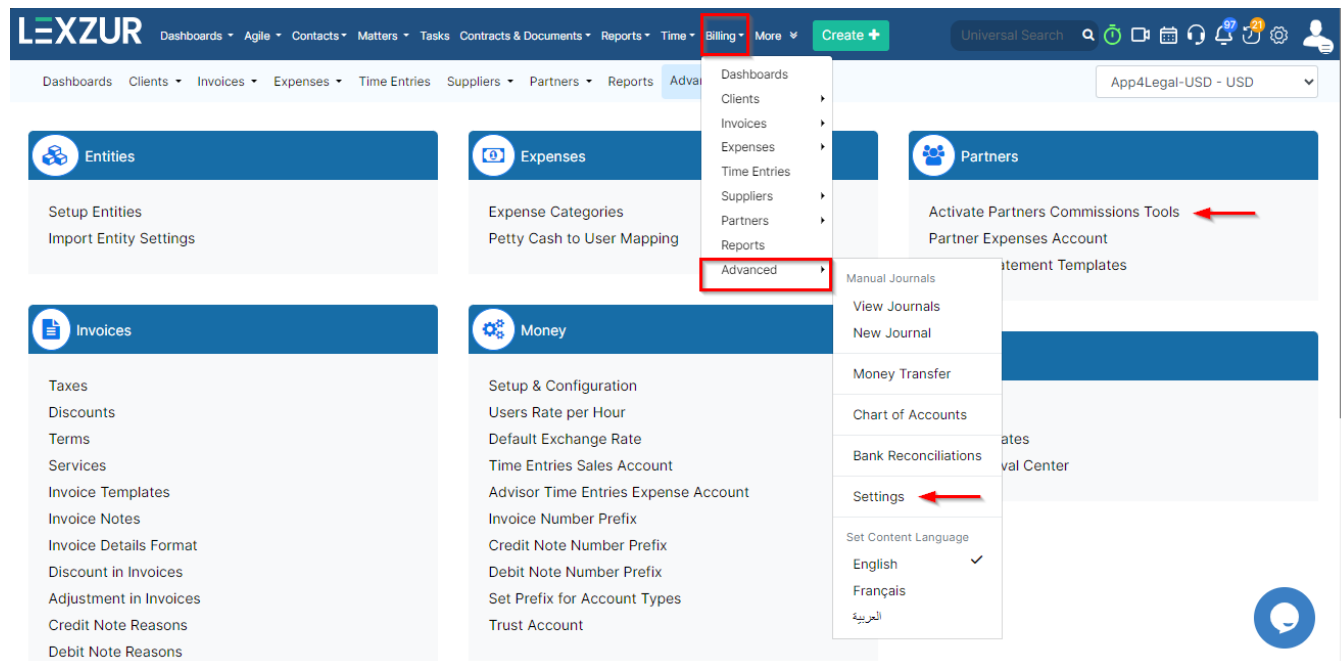 LEXZUR Dashboards Agile Contacts Matters Tasks Contracts & Documents Reports Time Billing More Create + Universal Search 97 21
Dashboards Clients Invoices Expenses Time Entries Suppliers Partners Reports App4Legal-USD - USD
Dashboards
Clients
Invoices
Expenses
Time Entries
Suppliers
Partners
Reports
Advanced
Manual Journals
View Journals
New Journal
Money Transfer
Chart of Accounts
Bank Reconciliations
Settings
Set Content Language
English
Français
العربية
Entities
Setup Entities
Import Entity Settings
Expenses
Expense Categories
Petty Cash to User Mapping
Partners
Activate Partners Commissions Tools
Partner Expenses Account
Templates
Invoices
Taxes
Discounts
Terms
Services
Invoice Templates
Invoice Notes
Invoice Details Format
Discount in Invoices
Adjustment in Invoices
Credit Note Reasons
Debit Note Reasons
Money
Setup & Configuration
Users Rate per Hour
Default Exchange Rate
Time Entries Sales Account
Advisor Time Entries Expense Account
Invoice Number Prefix
Credit Note Number Prefix
Debit Note Number Prefix
Set Prefix for Account Types
Trust Account
Center